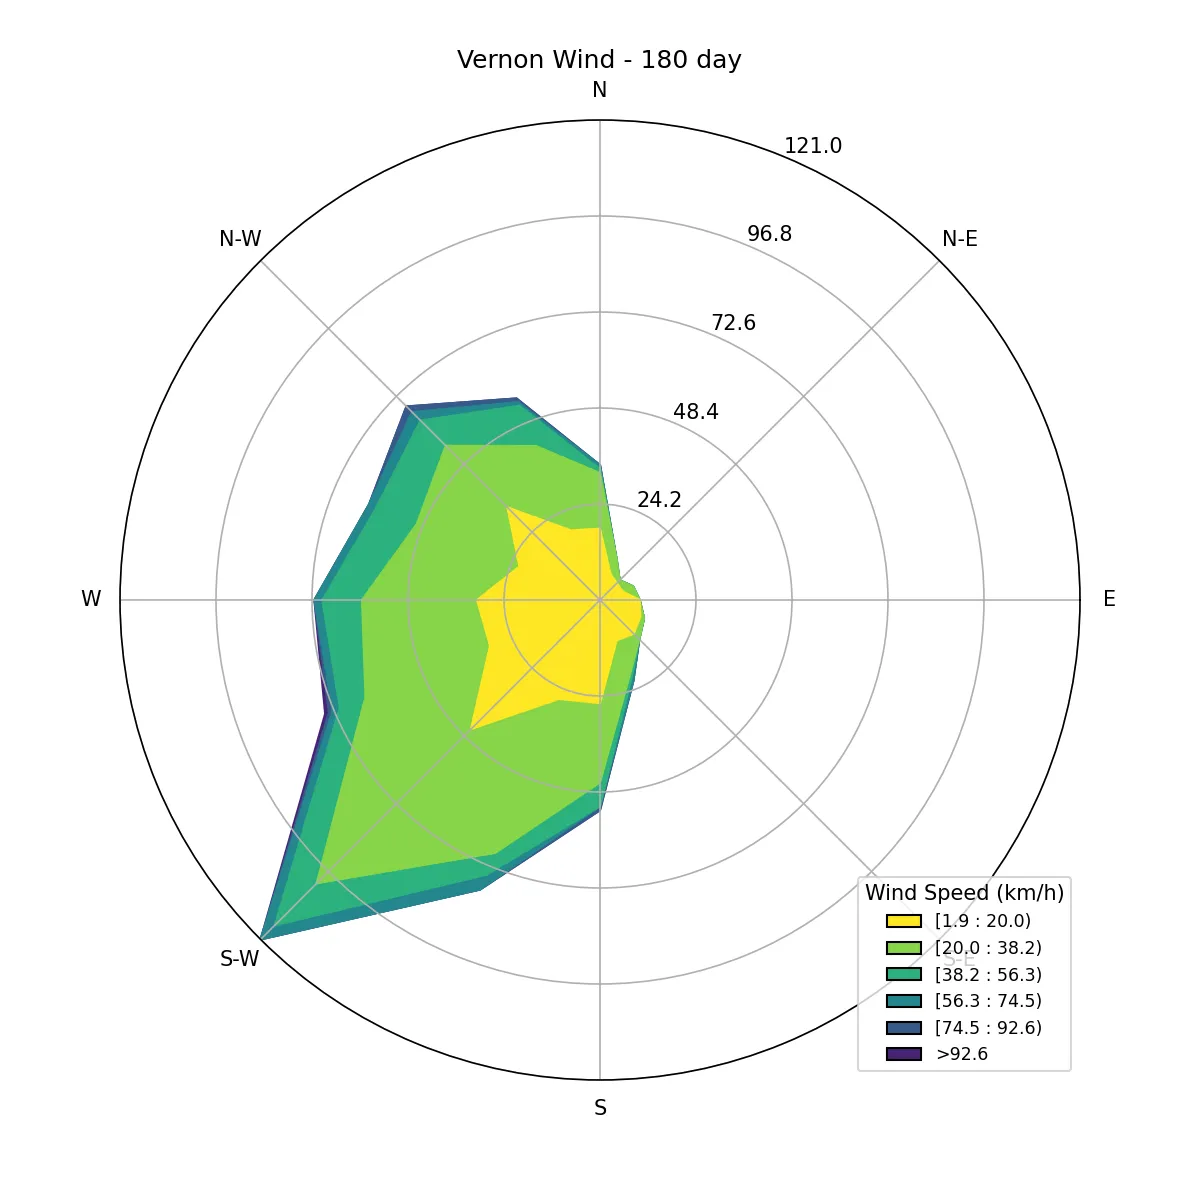 Vernon Wind - 180 day
N
121.0
96.8
N-W
N-E
72.6
48.4
24.2
W
E
Wind Speed (km/h)
[1.9 : 20.0)
[20.0 : 38.2)
S-W
S-E
[38.2 : 56.3)
[56.3 : 74.5)
[74.5 : 92.6)
>92.6
S